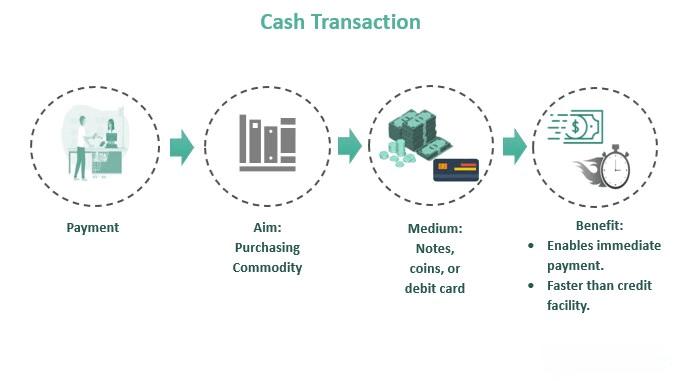 Cash Transaction
Payment
Aim:
Purchasing
Commodity
Medium:
Notes,
coins, or
debit card
Benefit:
• Enables immediate
payment.
• Faster than credit
facility.